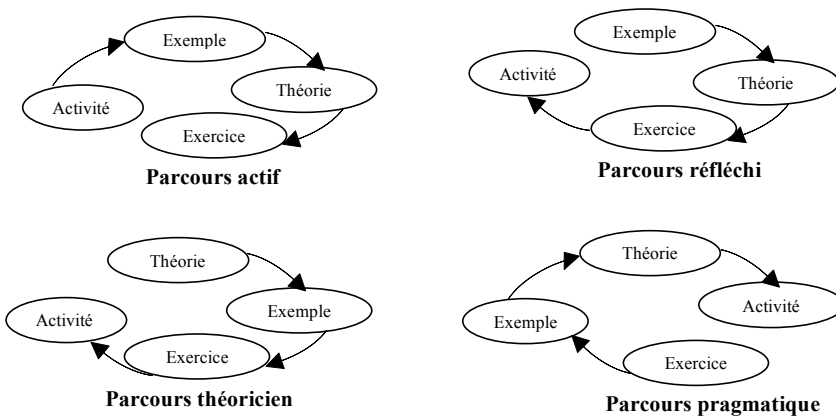 Exemple
Activité
Théorie
Exercice
Parcours actif
Exemple
Activité
Théorie
Exercice
Parcours réfléchi
Théorie
Activité
Exemple
Exercice
Parcours théoricien
Théorie
Exemple
Activité
Exercice
Parcours pragmatique